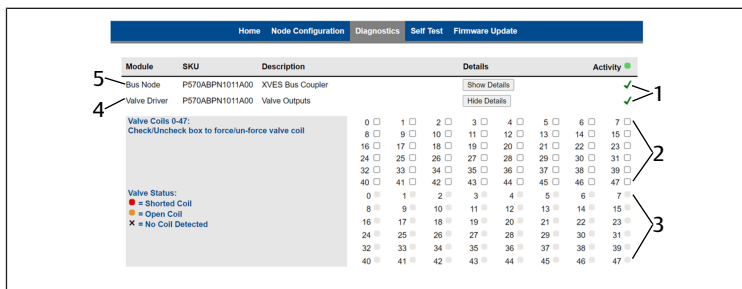 Home Node Configuration Diagnostics Self Test Firmware Update
Module SKU Description Details Activity
5 Bus Node P570ABPN1011A00 XVES Bus Coupler Show Details
1
4 Valve Driver P570ABPN1011A00 Valve Outputs Hide Details
Valve Coils 0-47: 0 1 2 3 4 5 6 7
Check/Uncheck box to force/un-force valve coil
8 9 10 11 12 13 14 15
16 17 18 19 20 21 22 23
2
24 25 26 27 28 29 30 31
32 33 34 35 36 37 38 39
40 41 42 43 44 45 46 47
Valve Status: 0 1 2 3 4 5 6 7
= Shorted Coil
8 9 10 11 12 13 14 15
= Open Coil
16 17 18 19 20 21 22 23
X = No Coil Detected
3
24 25 26 27 28 29 30 31
32 33 34 35 36 37 38 39
40 41 42 43 44 45 46 47